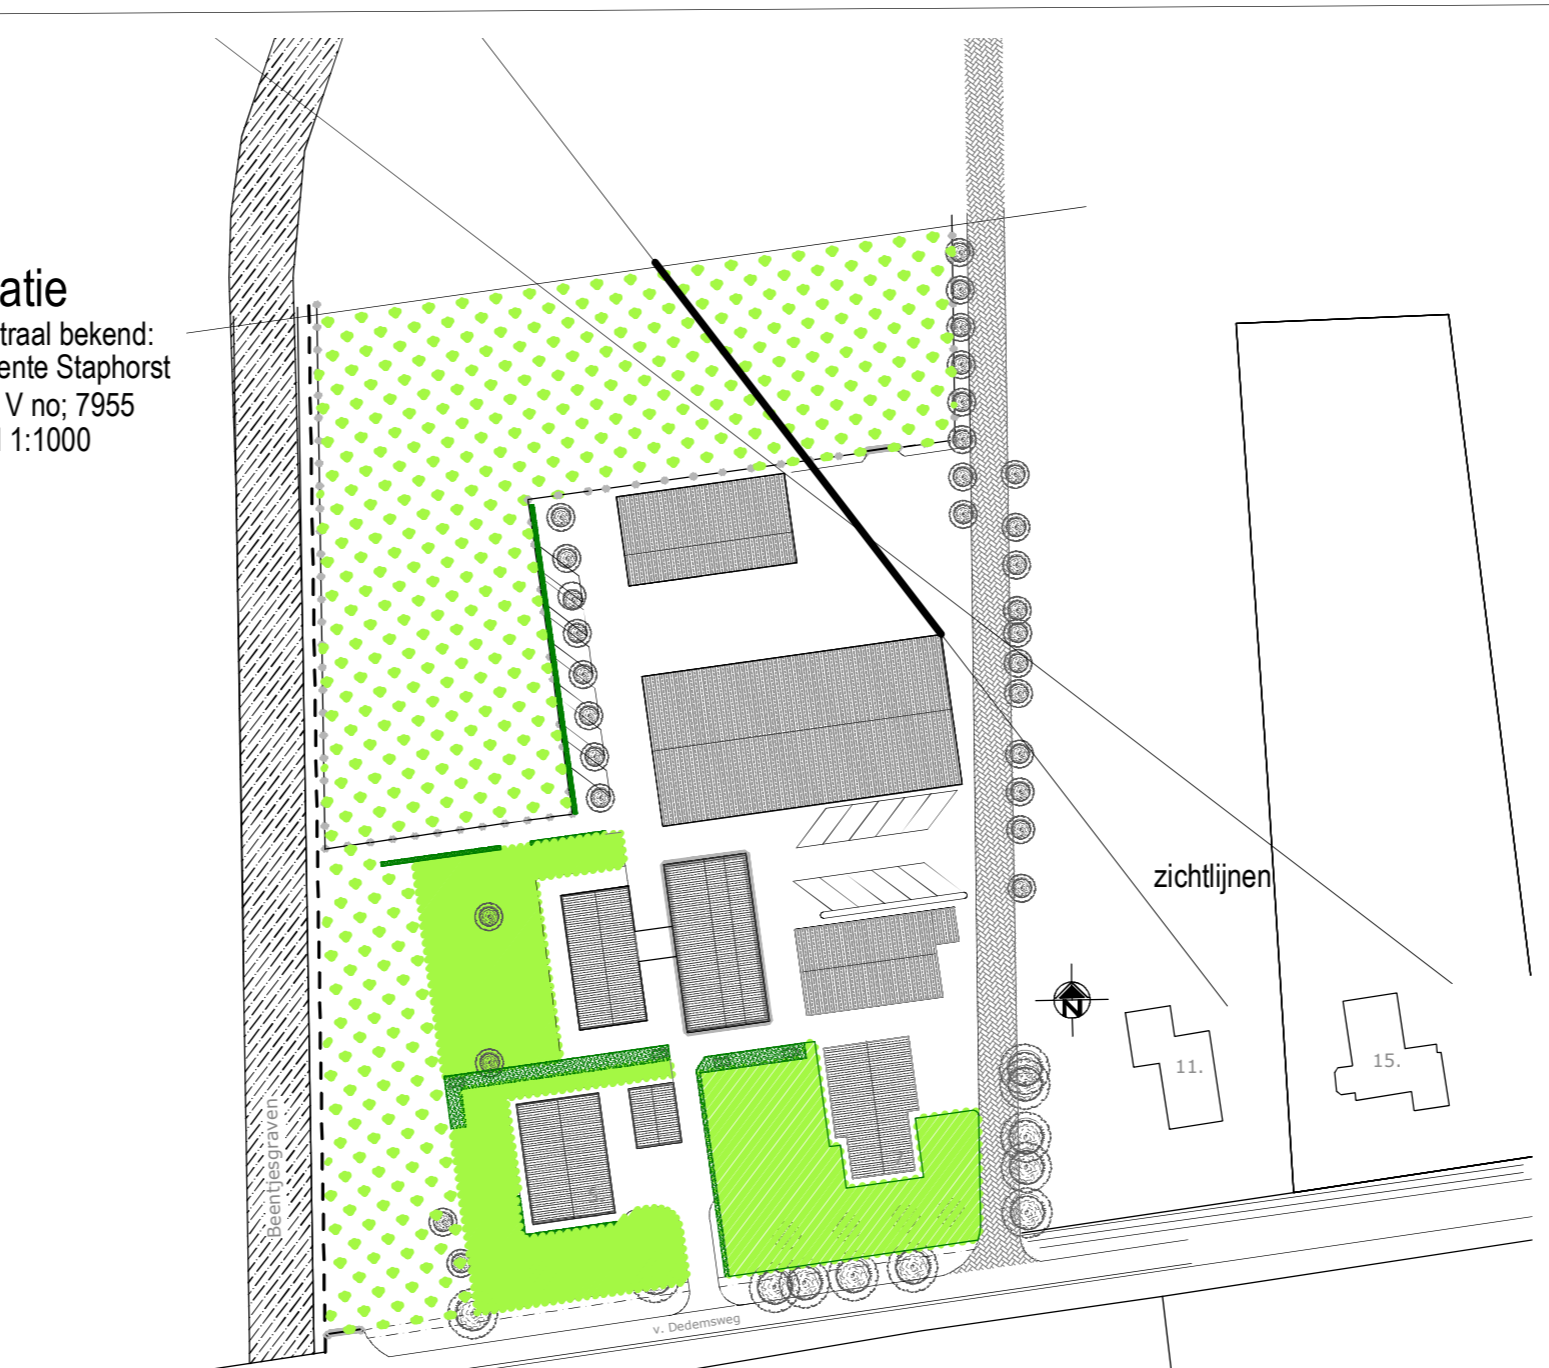 atie
traal bekend:
ente Staphorst
V no; 7955
1:1000
zichtlijnen
N
11.
15.
Beentjesgraven
v. Dedemsweg